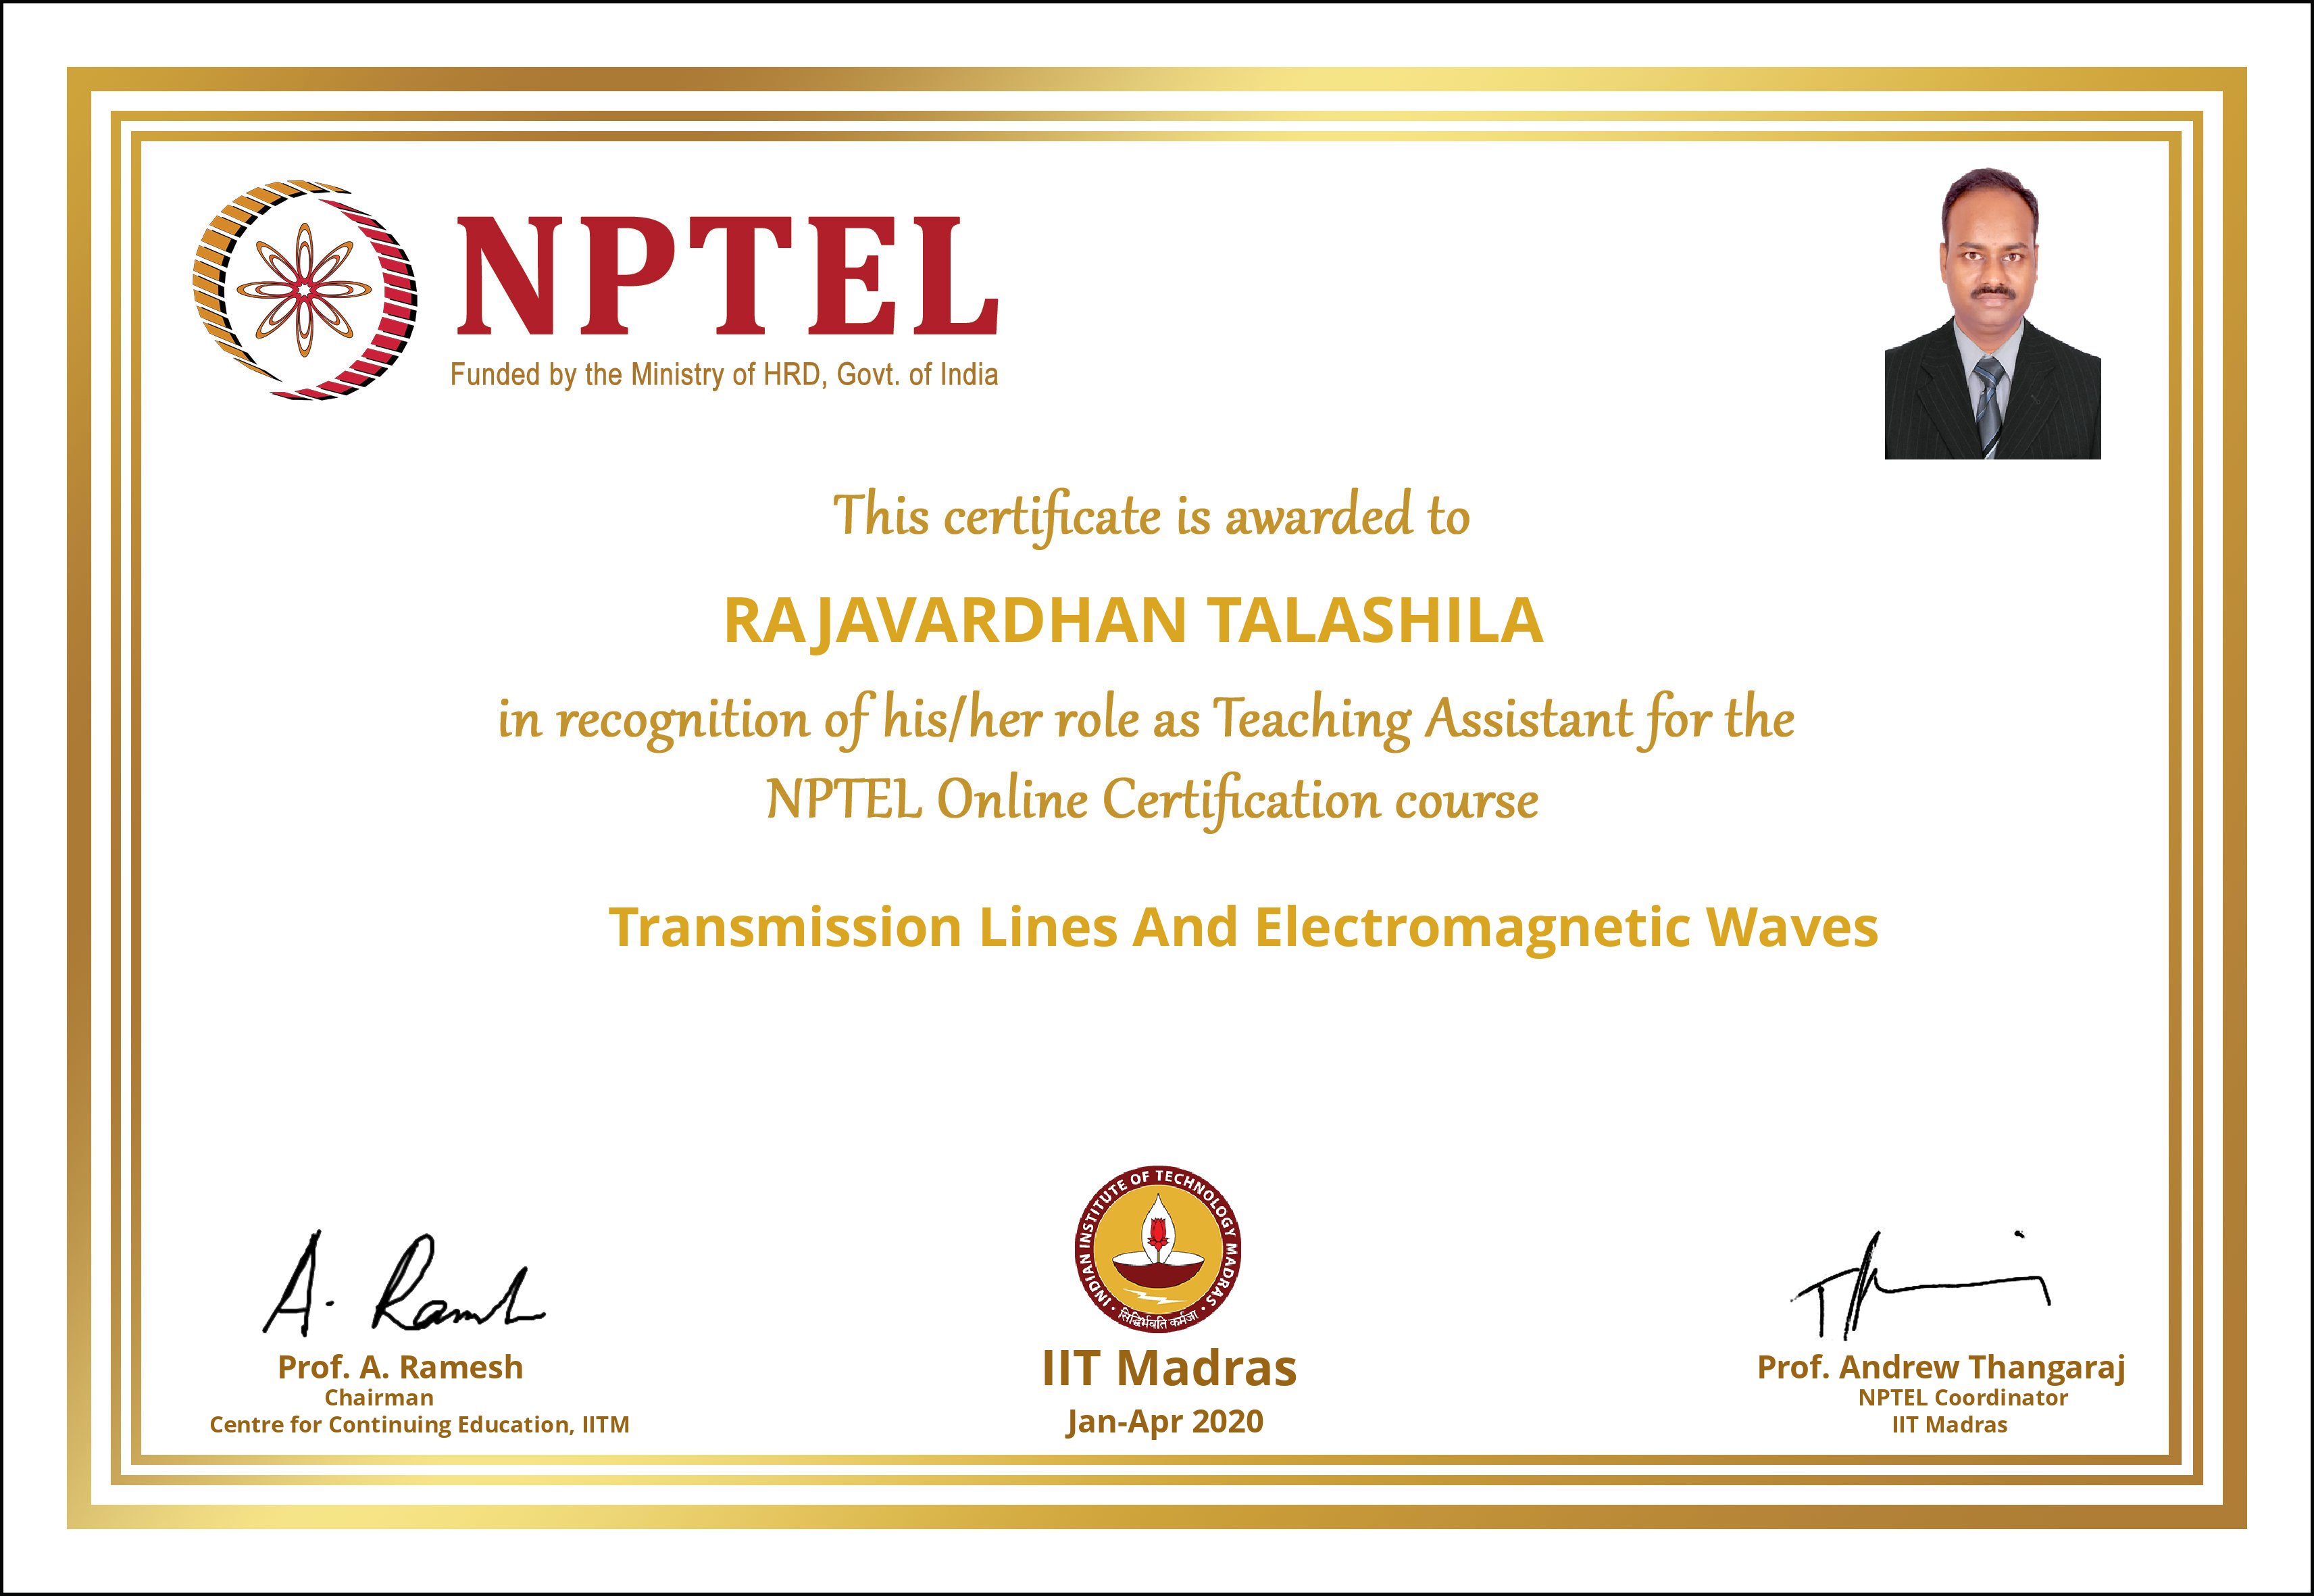 NPTEL
Funded by the Ministry of HRD, Govt. of India
This certificate is awarded to
RAJAVARDHAN TALASHILA
in recognition of his/her role as Teaching Assistant for the
NPTEL Online Certification course
Transmission Lines And Electromagnetic Waves
A. Ramesh
INDIAN INSTITUTE OF TECHNOLOGY MADRAS
सिद्धिर्भवति कर्मजा
Prof. A. Ramesh
Chairman
Centre for Continuing Education, IITM
IIT Madras
Jan-Apr 2020
Prof. Andrew Thangaraj
NPTEL Coordinator
IIT Madras